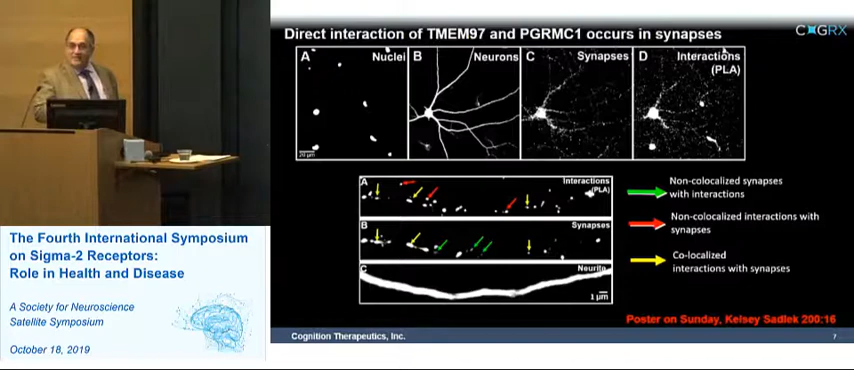 Direct interaction of TMEM97 and PGRMC1 occurs in synapses
COGRX
A
Nuclei
B
Neurons
C
Synapses
D
Interactions
(PLA)
20 µm
A
Interactions
(PLA)
B
Synapses
C
Neurite
1 µm
Non-colocalized synapses
with interactions
Non-colocalized interactions with
synapses
Co-localized
interactions with synapses
Poster on Sunday, Kelsey Sadlek 200:16
Cognition Therapeutics, Inc.
7
The Fourth International Symposium
on Sigma-2 Receptors:
Role in Health and Disease
A Society for Neuroscience
Satellite Symposium
October 18, 2019